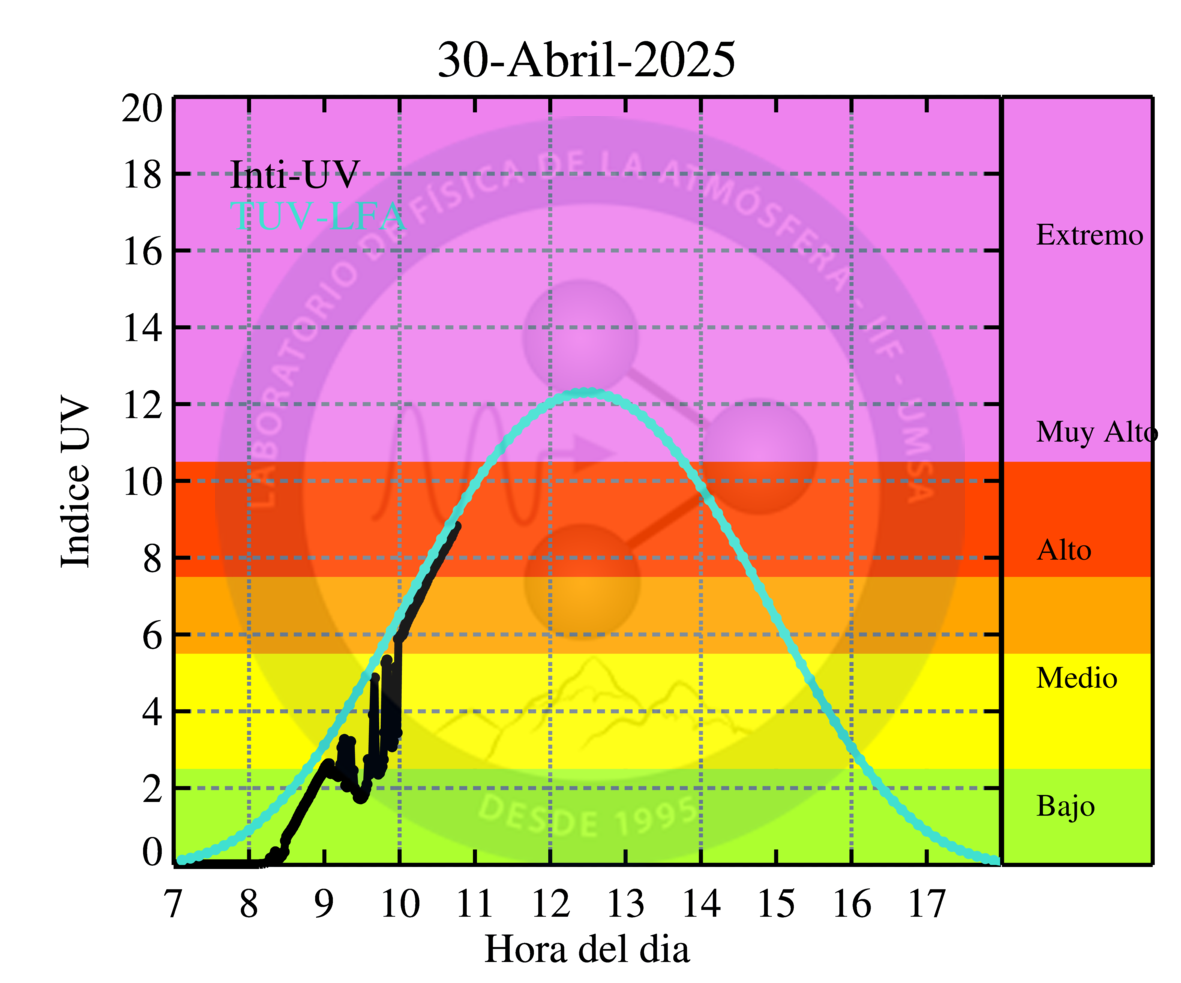 30-Abril-2025
20
18
16
14
12
10
8
6
4
2
0
Indice UV
Inti-UV
TUV-LFA
LABORATORIO DE FÍSICA DE LA ATMÓSFERA - IIF - UMSA
DESDE 1995
Extremo
Muy Alto
Alto
Medio
Bajo
7 8 9 10 11 12 13 14 15 16 17
Hora del dia